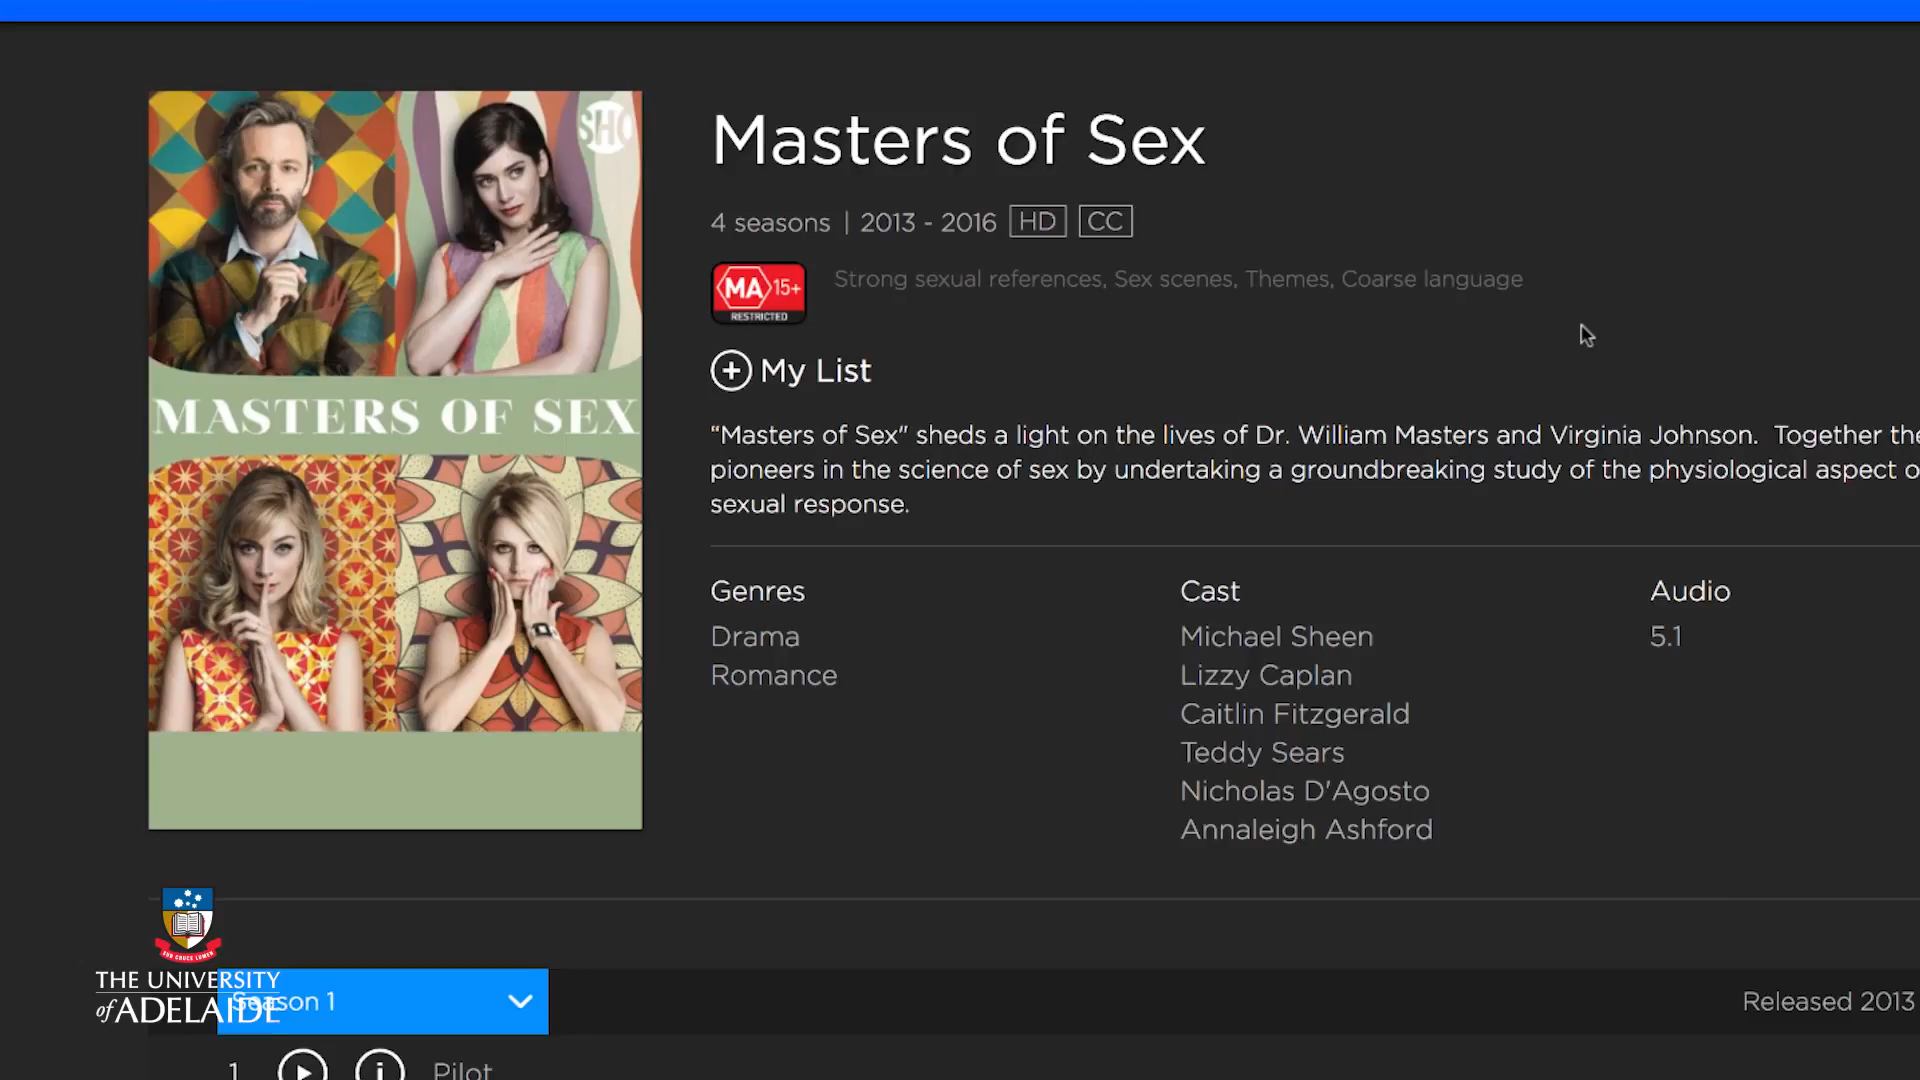 SHO
MASTERS OF SEX
Masters of Sex
4 seasons | 2013 - 2016 HD CC
MA 15+
RESTRICTED
Strong sexual references, Sex scenes, Themes, Coarse language
+ My List
“Masters of Sex" sheds a light on the lives of Dr. William Masters and Virginia Johnson. Together
pioneers in the science of sex by undertaking a groundbreaking study of the physiological aspect
sexual response.
Genres
Drama
Romance
Cast
Michael Sheen
Lizzy Caplan
Caitlin Fitzgerald
Teddy Sears
Nicholas D'Agosto
Annaleigh Ashford
Audio
5.1
SUB CRUCE LUMEN
THE UNIVERSITY
of ADELAIDE
Season 1
Released 2013
1 i Pilot